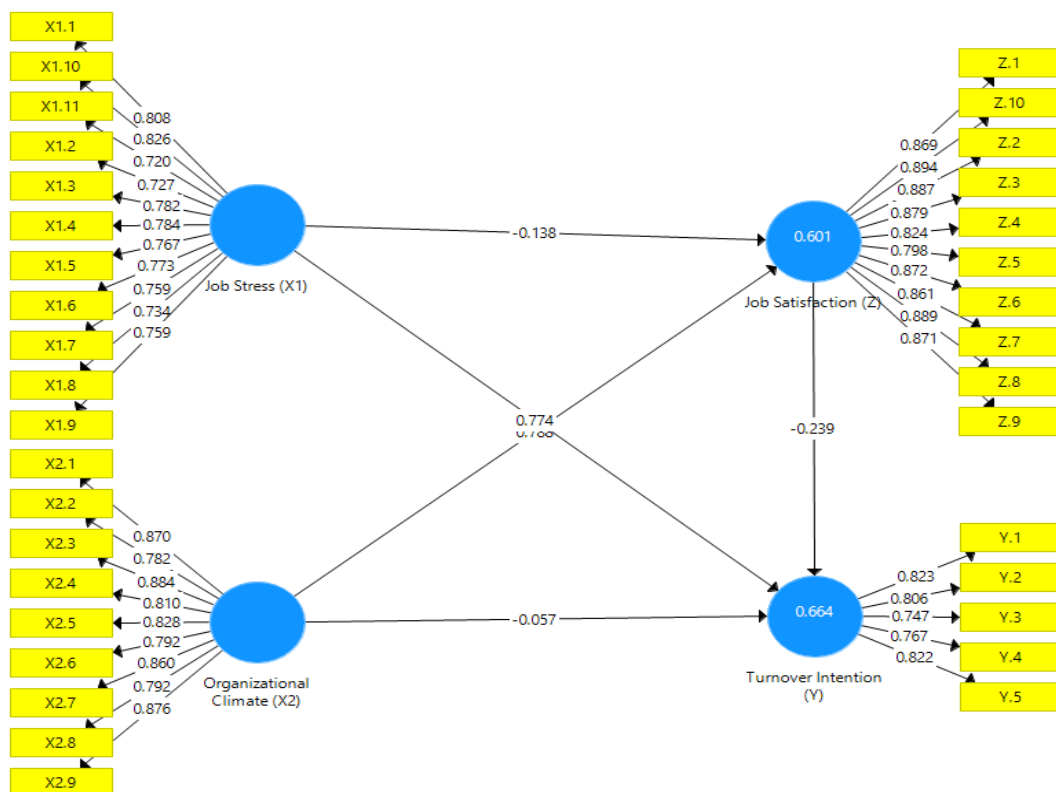 X1.1
X1.10
X1.11
X1.2
X1.3
X1.4
X1.5
X1.6
X1.7
X1.8
X1.9
0.808
0.826
0.720
0.727
0.782
0.784
0.767
0.773
0.759
0.734
0.759
Job Stress (X1)
X2.1
X2.2
X2.3
X2.4
X2.5
X2.6
X2.7
X2.8
X2.9
0.870
0.782
0.884
0.810
0.828
0.792
0.860
0.792
0.876
Organizational
Climate (X2)
-0.138
0.774
-0.057
-0.239
0.601
Job Satisfaction (Z)
0.869
0.894
0.887
0.879
0.824
0.798
0.872
0.861
0.889
0.871
Z.1
Z.10
Z.2
Z.3
Z.4
Z.5
Z.6
Z.7
Z.8
Z.9
0.664
Turnover Intention
(Y)
0.823
0.806
0.747
0.767
0.822
Y.1
Y.2
Y.3
Y.4
Y.5